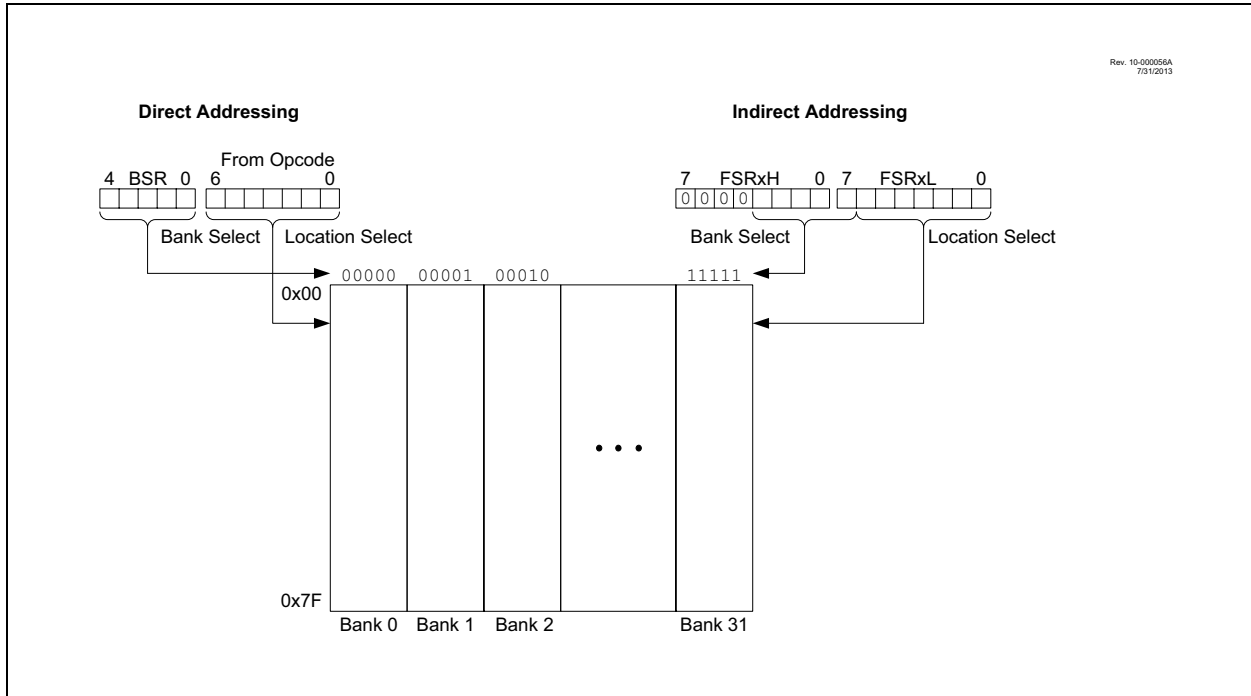 Rev. 10-000056A
7/31/2013
Direct Addressing
Indirect Addressing
From Opcode
4 BSR 0 6 0
7 FSRxH 0 7 FSRxL 0
0 0 0 0
Bank Select Location Select
Bank Select Location Select
00000 00001 00010 11111
0x00
0x7F
Bank 0 Bank 1 Bank 2 Bank 31